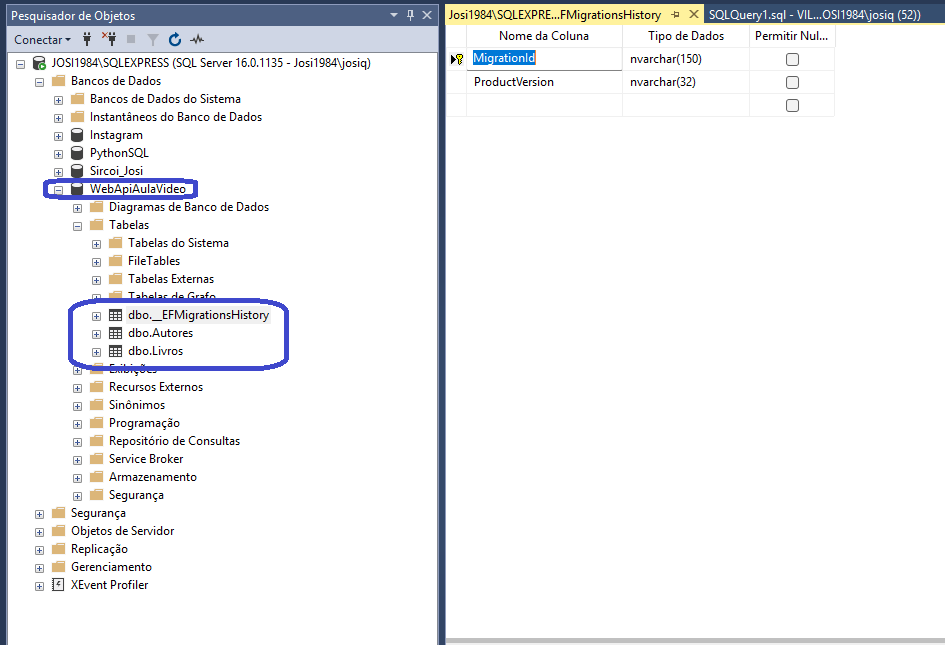 Pesquisador de Objetos
Conectar
JOSI1984\SQLEXPRESS (SQL Server 16.0.1135 - Josi1984\josiq)
Bancos de Dados
Bancos de Dados do Sistema
Instantâneos do Banco de Dados
Instagram
PythonSQL
Sircoi_Josi
WebApiAulaVideo
Diagramas de Banco de Dados
Tabelas
Tabelas do Sistema
FileTables
Tabelas Externas
Tabelas de Grafo
dbo.__EFMigrationsHistory
dbo.Autores
dbo.Livros
Exibições
Recursos Externos
Sinônimos
Programação
Repositório de Consultas
Service Broker
Armazenamento
Segurança
Segurança
Objetos de Servidor
Replicação
Gerenciamento
XEvent Profiler
Josi1984\SQLEXPRE...FMigrationsHistory
SQLQuery1.sql - VIL...OSI1984\josiq (52))
Nome da Coluna Tipo de Dados Permitir Nul...
MigrationId nvarchar(150)
ProductVersion nvarchar(32)